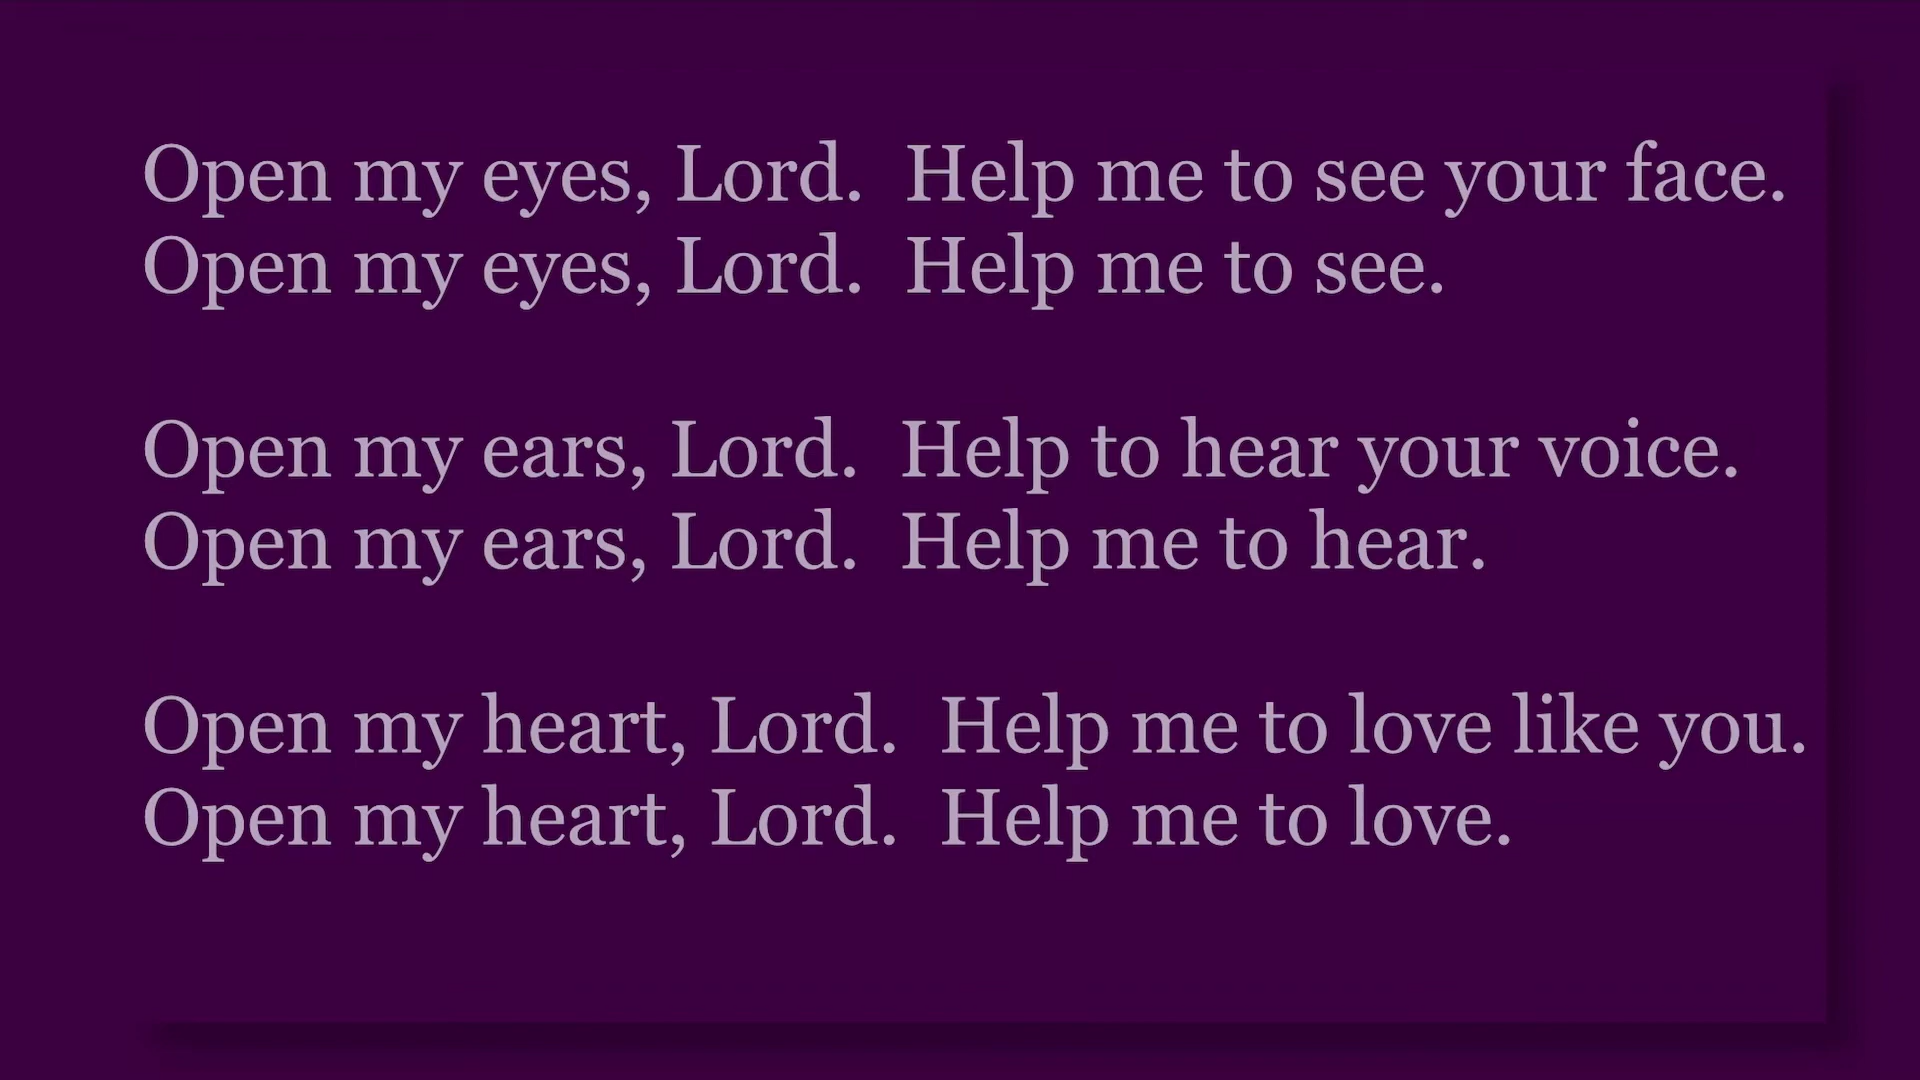 Open my eyes, Lord.  Help me to see your face.
Open my eyes, Lord.  Help me to see.
Open my ears, Lord.  Help to hear your voice.
Open my ears, Lord.  Help me to hear.
Open my heart, Lord.  Help me to love like you.
Open my heart, Lord.  Help me to love.